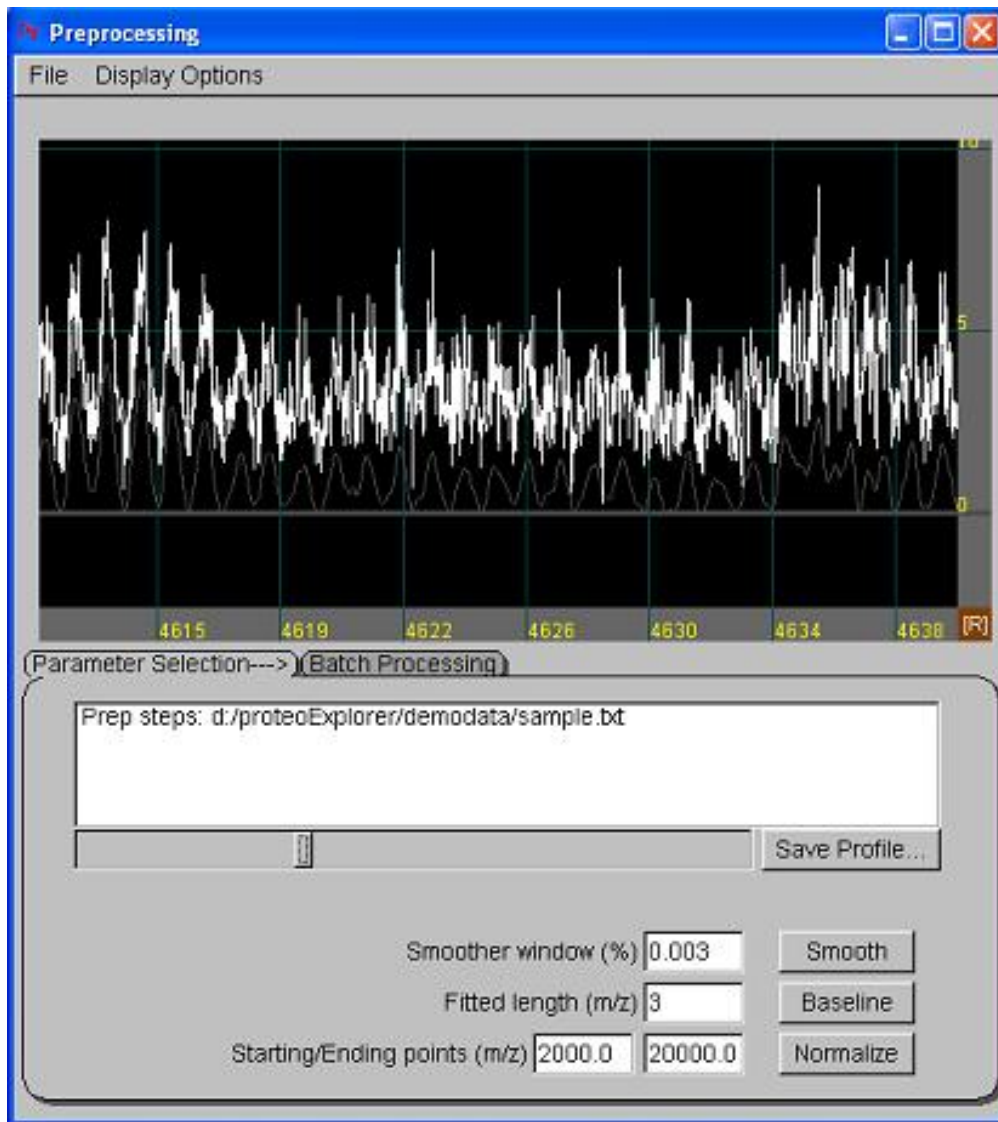 Preprocessing
File Display Options
10
5
0
4615 4619 4622 4626 4630 4634 4638 [R]
(Parameter Selection--->) (Batch Processing)
Prep steps: d:/proteoExplorer/demodata/sample.txt
Save Profile...
Smoother window (%) 0.003 Smooth
Fitted length (m/z) 3 Baseline
Starting/Ending points (m/z) 2000.0 20000.0 Normalize